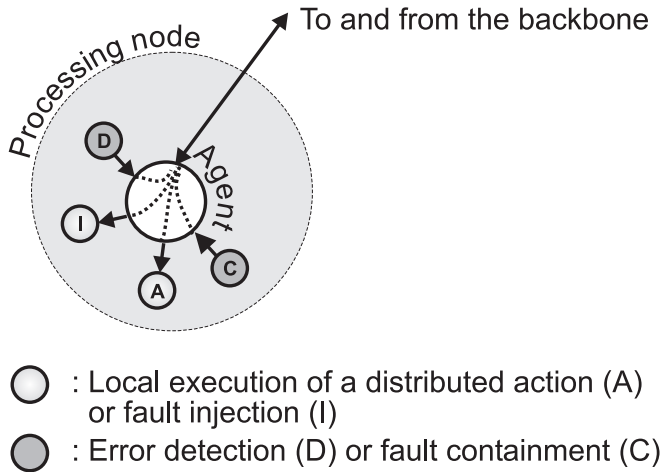 To and from the backbone
Processing node
D
Agent
I
C
A
: Local execution of a distributed action (A)
or fault injection (I)
: Error detection (D) or fault containment (C)